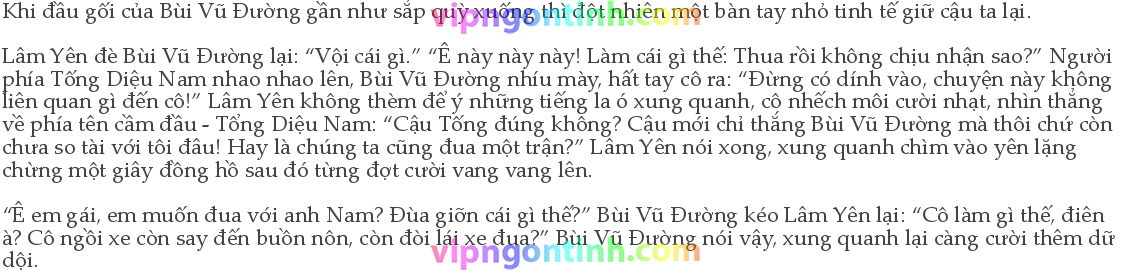 Khi đầu gối của Bùi Vũ Đường gần như sắp quỳ xuống thì đột nhiên một bàn tay nhỏ tinh tế giữ cậu ta lại.
vipngontinh.com
Lâm Yên đè Bùi Vũ Đường lại: “Vội cái gì.” “Ê này này này! Làm cái gì thế: Thua rồi không chịu nhận sao?” Người
phía Tống Diệu Nam nhao nhao lên, Bùi Vũ Đường nhíu mày, hất tay cô ra: “Đừng có dính vào, chuyện này không
liên quan gì đến cô!” Lâm Yên không thèm để ý những tiếng la ó xung quanh, cô nhếch môi cười nhạt, nhìn thẳng
về phía tên cầm đầu - Tổng Diệu Nam: “Cậu Tống đúng không? Cậu mới chỉ thắng Bùi Vũ Đường mà thôi chứ còn
chưa so tài với tôi đâu! Hay là chúng ta cũng đua một trận?” Lâm Yên nói xong, xung quanh chìm vào yên lặng
chừng một giây đồng hồ sau đó từng đợt cười vang vang lên.
“Ê em gái, em muốn đua với anh Nam? Đùa giỡn cái gì thế?” Bùi Vũ Đường kéo Lâm Yên lại: “Cô làm gì thế, điên
à? Cô ngồi xe còn say đến buồn nôn, còn đòi lái xe đua?” Bùi Vũ Đường nói vậy, xung quanh lại càng cười thêm dữ
dội.
vipngontinh.com